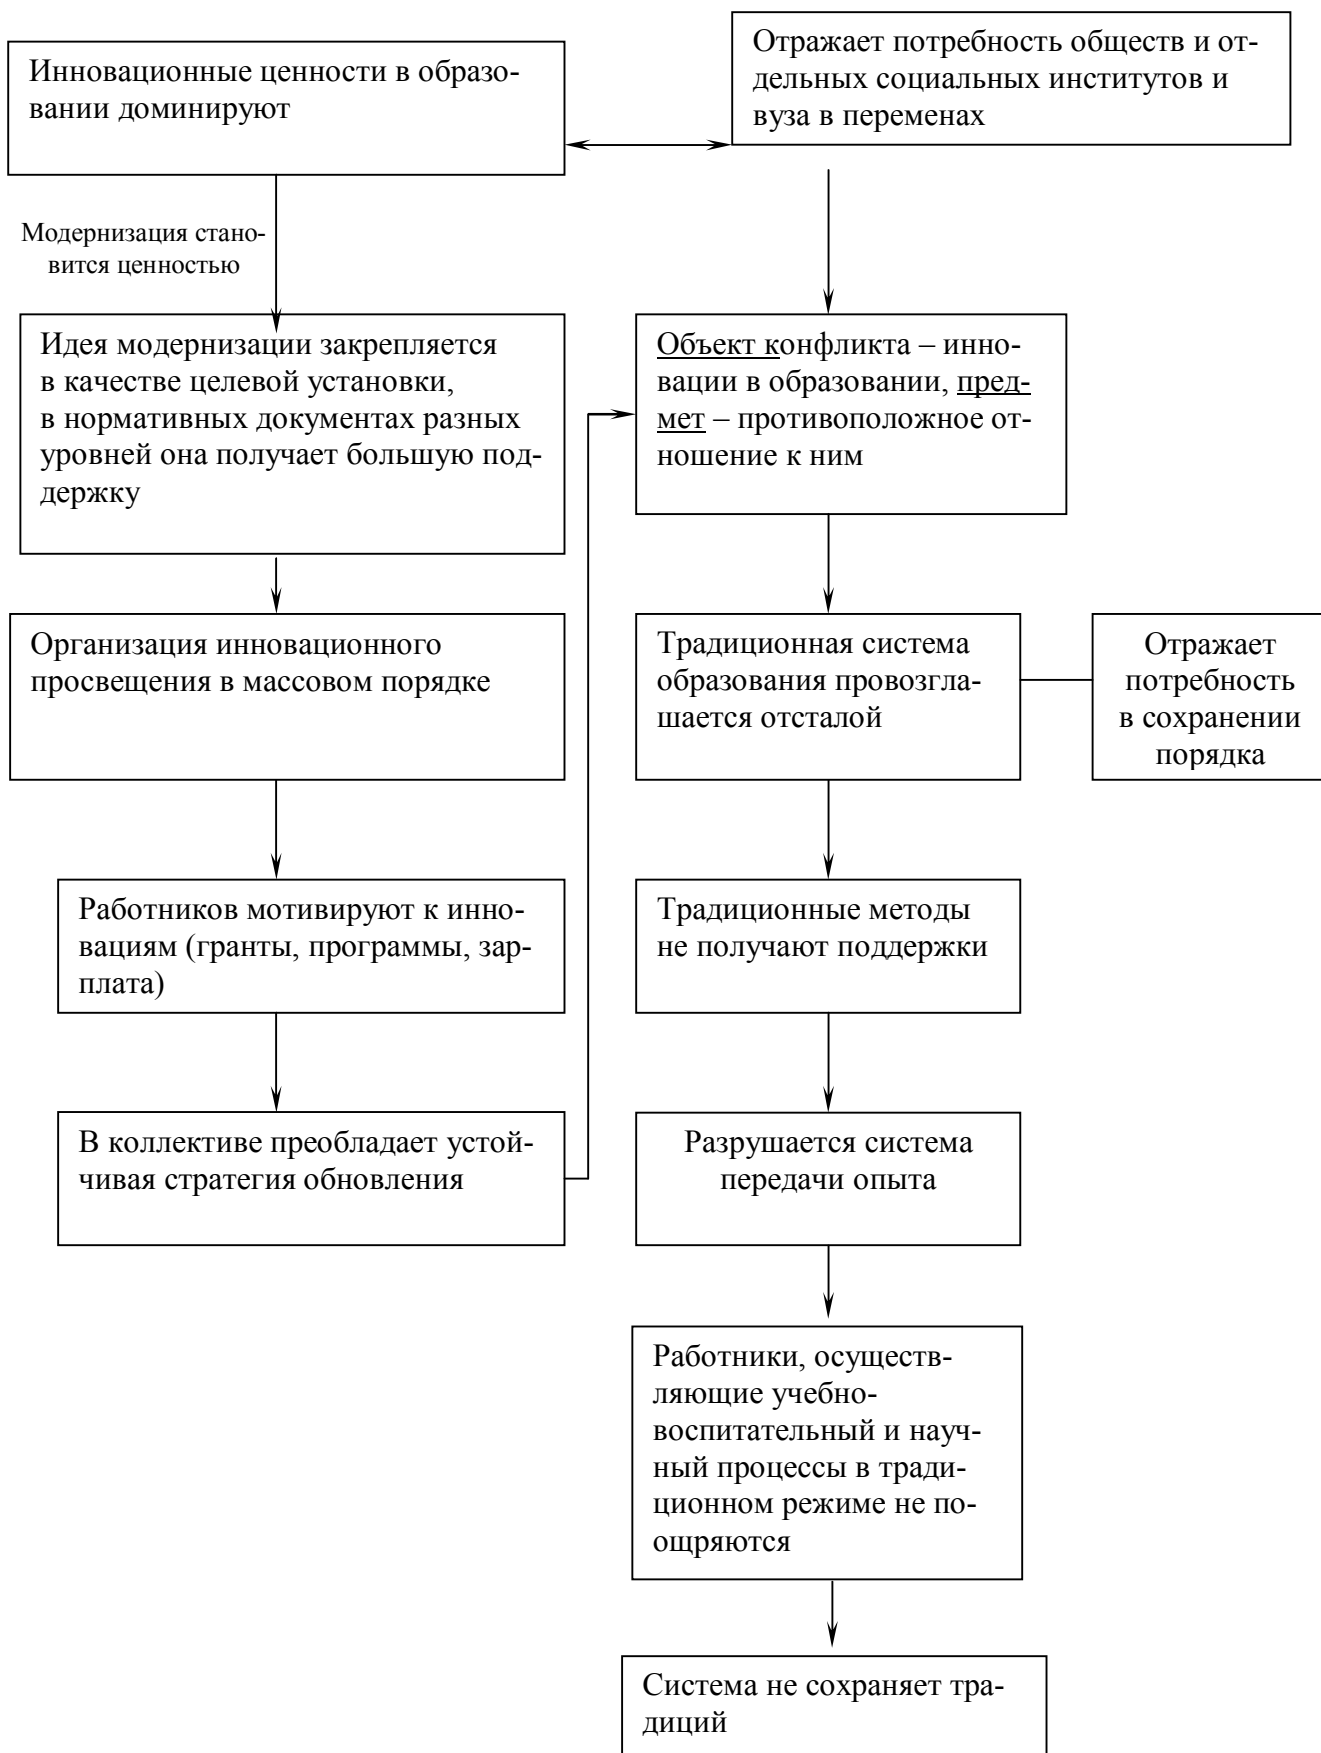 Инновационные ценности в образо-
вании доминируют
Отражает потребность обществ и от-
дельных социальных институтов и
вуза в переменах
Модернизация стано-
вится ценностью
Идея модернизации закрепляется
в качестве целевой установки,
в нормативных документах разных
уровней она получает большую под-
держку
Объект конфликта – инно-
вации в образовании, пред-
мет – противоположное от-
ношение к ним
Организация инновационного
просвещения в массовом порядке
Традиционная система
образования провозгла-
шается отсталой
Отражает
потребность
в сохранении
порядка
Работников мотивируют к инно-
вациям (гранты, программы, зар-
плата)
Традиционные методы
не получают поддержки
В коллективе преобладает устой-
чивая стратегия обновления
Разрушается система
передачи опыта
Работники, осуществ-
ляющие учебно-
воспитательный и науч-
ный процессы в тради-
ционном режиме не по-
ощряются
Система не сохраняет тра-
диций